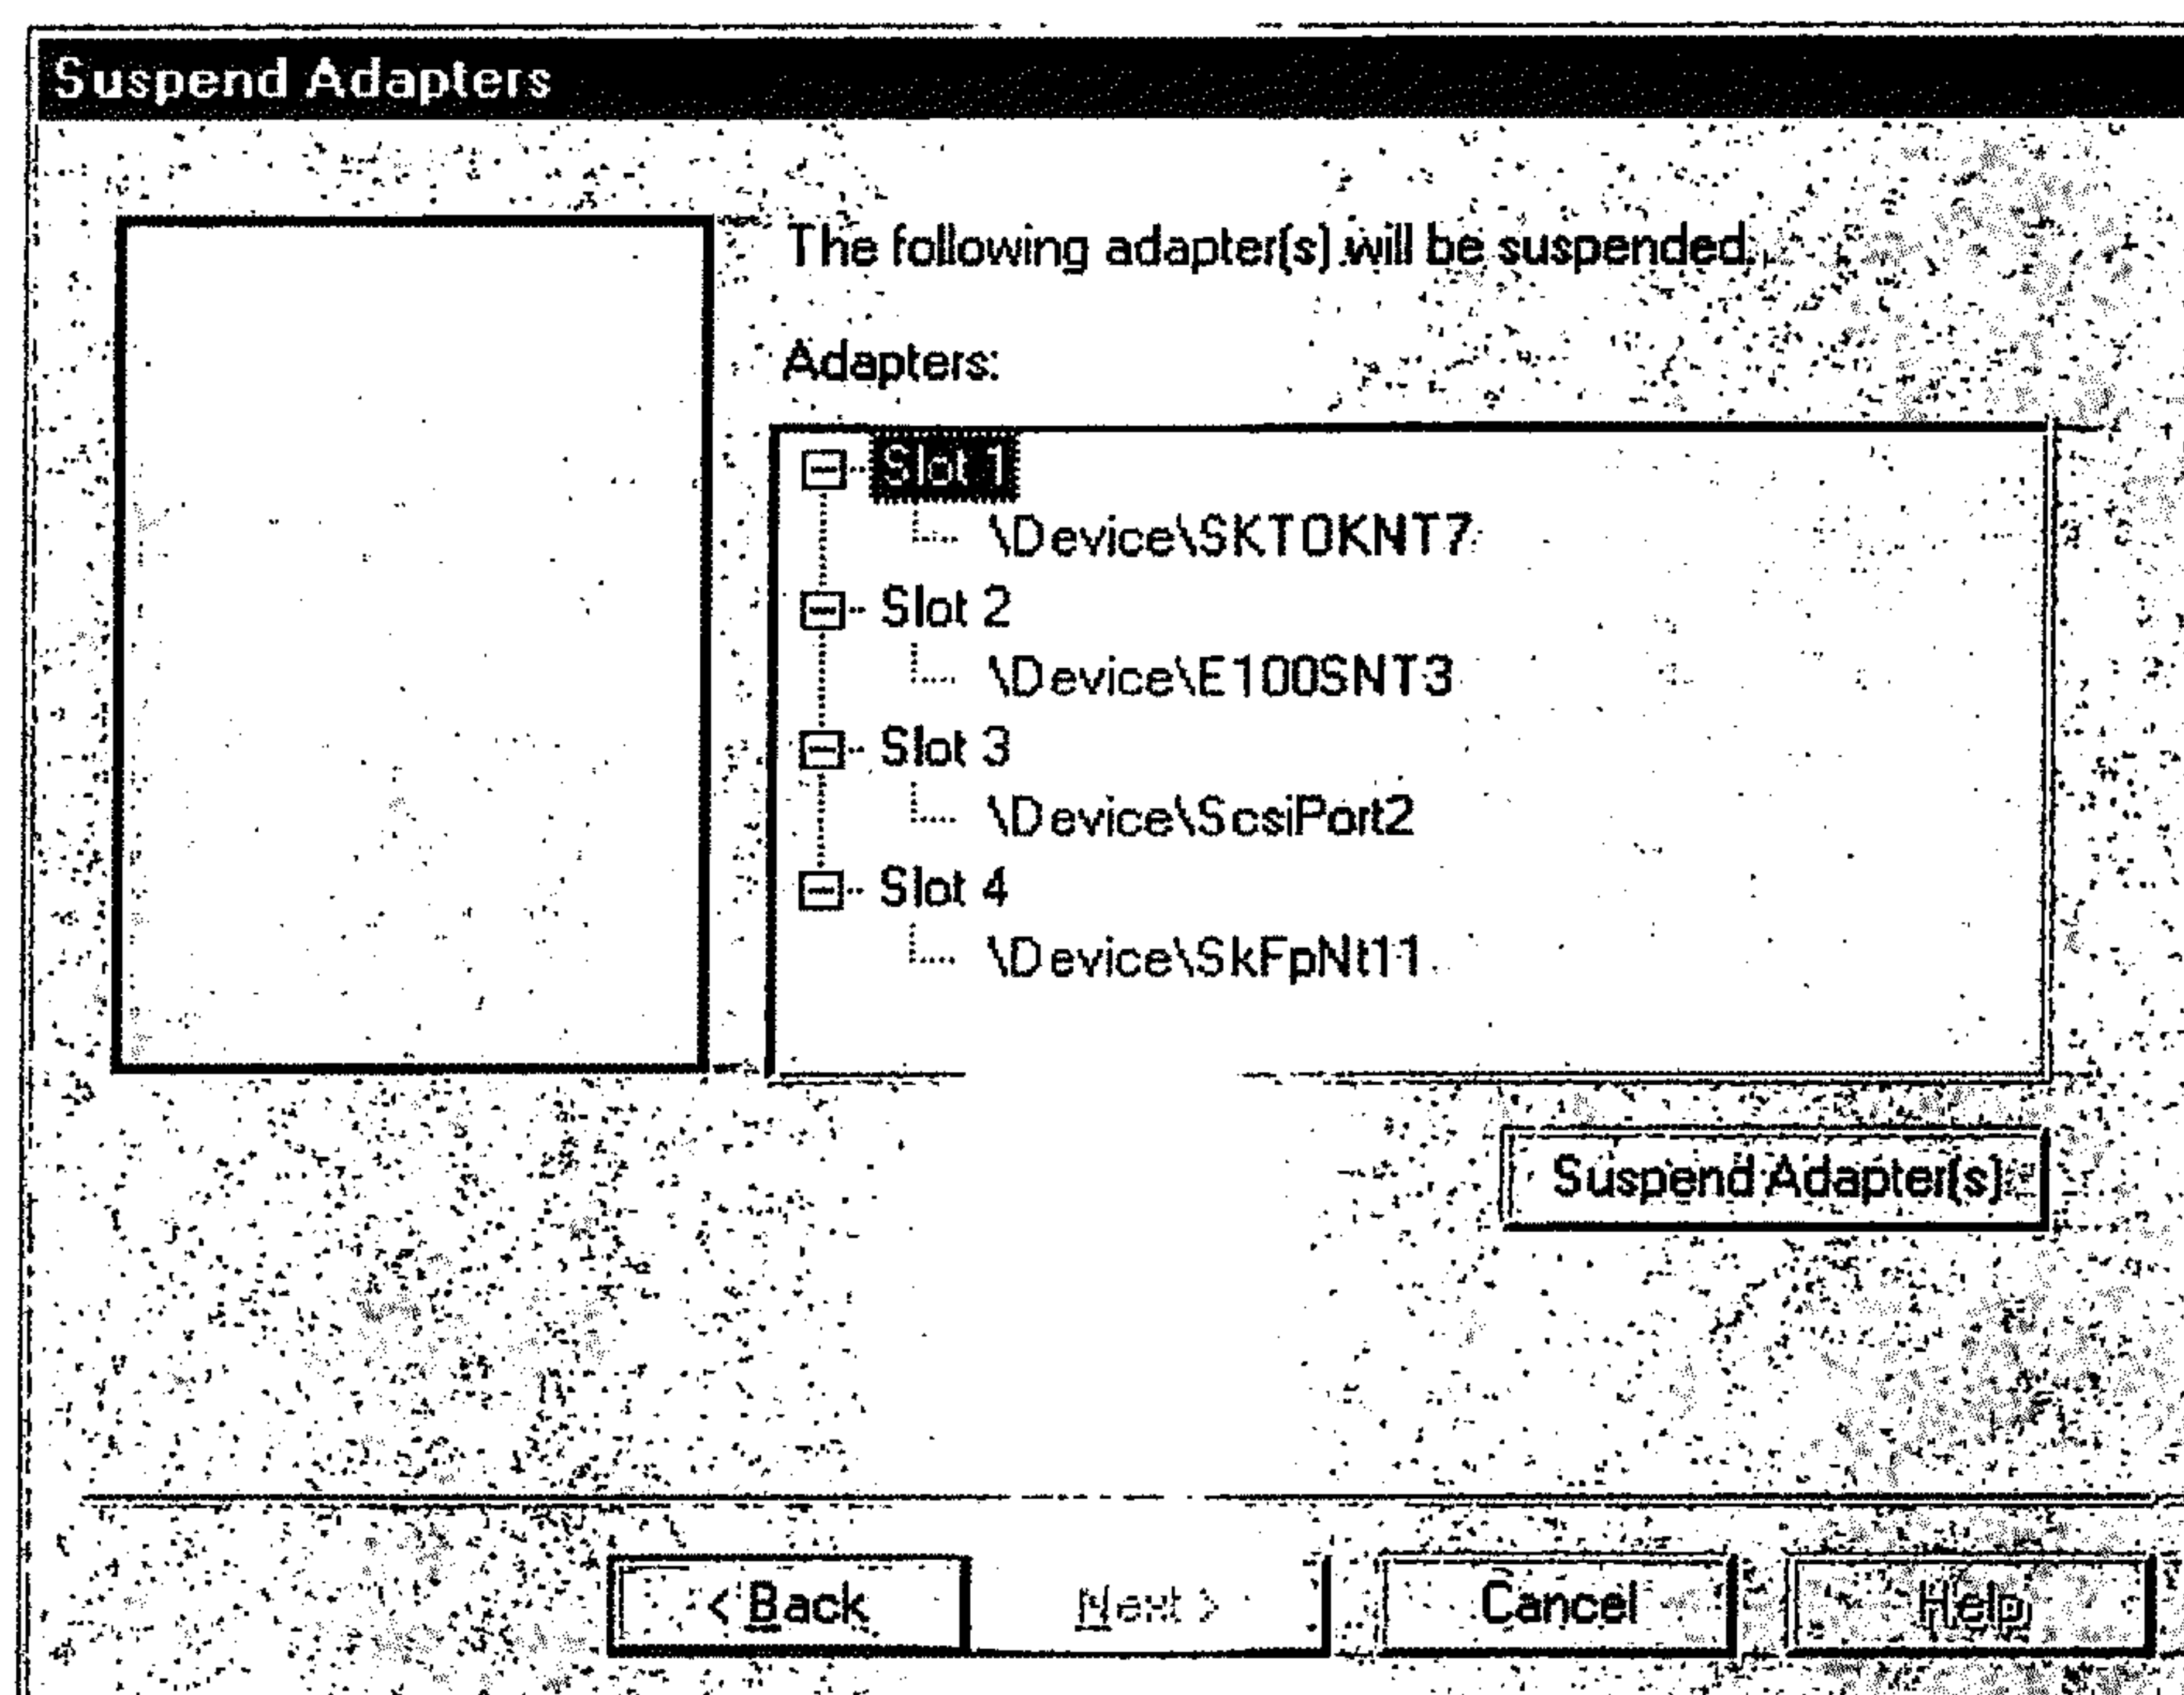 Suspend Adapters
The following adapter(s) will be suspended.
Adapters:
Slot 1
\Device\SKTOKNT7
Slot 2
\Device\E100SNT3
Slot 3
\Device\ScsiPort2
Slot 4
\Device\SkFpNt11
Suspend Adapter(s)
< Back
Next >
Cancel
Help